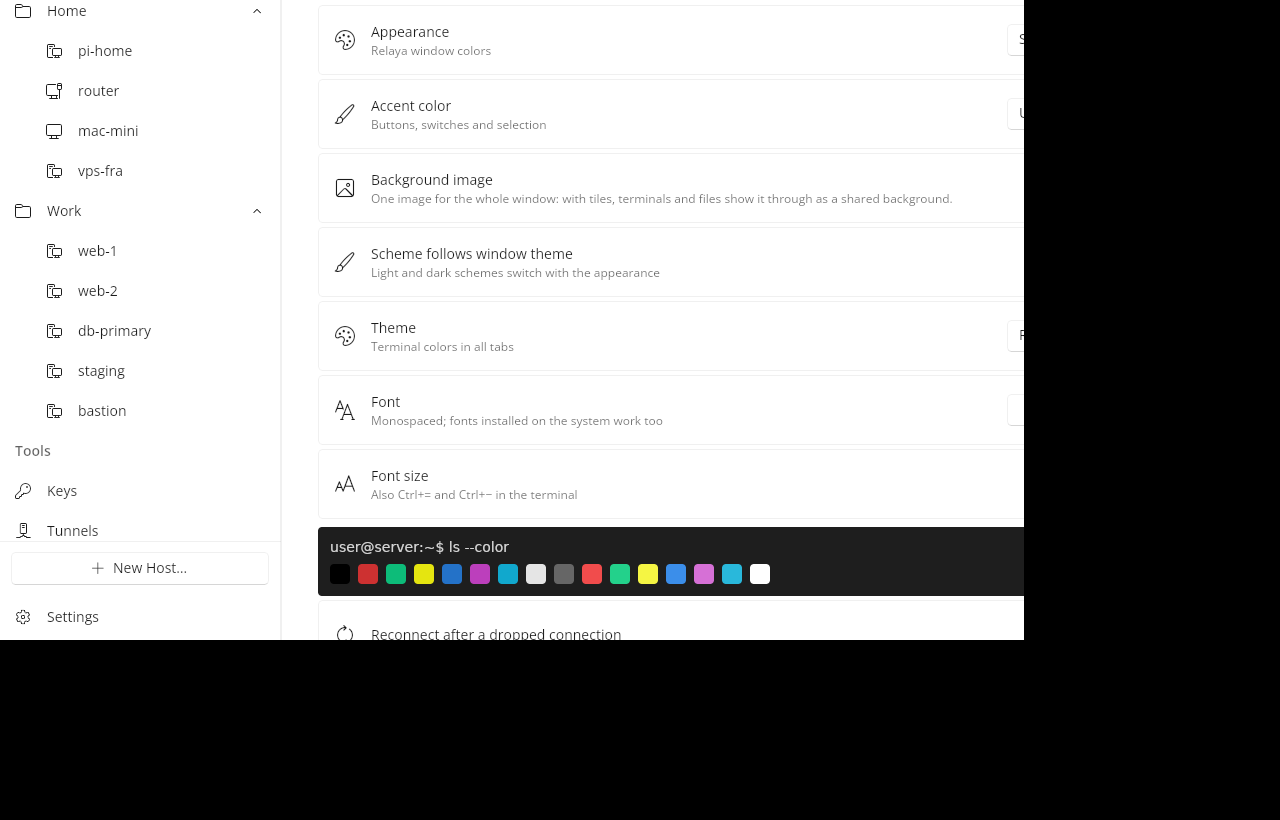 Home
pi-home
router
mac-mini
vps-fra
Work
web-1
web-2
db-primary
staging
bastion
Tools
Keys
Tunnels
New Host...
Settings
Appearance
Relaya window colors
Accent color
Buttons, switches and selection
Background image
One image for the whole window: with tiles, terminals and files show it through as a shared background.
Scheme follows window theme
Light and dark schemes switch with the appearance
Theme
Terminal colors in all tabs
Font
Monospaced; fonts installed on the system work too
Font size
Also Ctrl+= and Ctrl+− in the terminal
user@server:~$ ls --color
Reconnect after a dropped connection